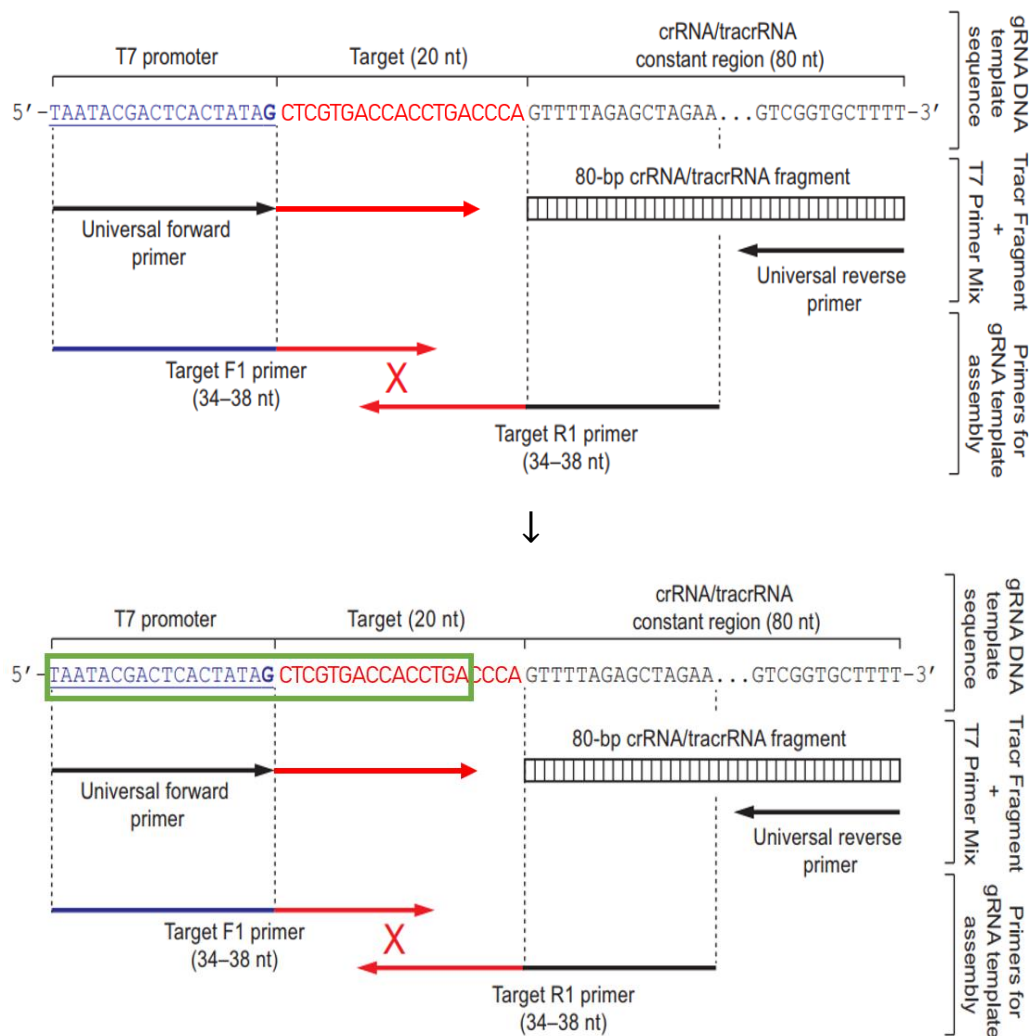 T7 promoter
Target (20 nt)
crRNA/tracrRNA
constant region (80 nt)
5′-TAATACGACTCACTATAG CTCGTGACCACCTGACCCA GTTTTAGAGCTAGAA...GTCGGTGCTTTT-3′
gRNA DNA
template
sequence
80-bp crRNA/tracrRNA fragment
Universal forward
primer
Universal reverse
primer
Tracr Fragment
+
T7 Primer Mix
Target F1 primer
(34–38 nt)
X
Target R1 primer
(34–38 nt)
Primers for
gRNA template
assembly
↓
T7 promoter
Target (20 nt)
crRNA/tracrRNA
constant region (80 nt)
5′-TAATACGACTCACTATAG CTCGTGACCACCTGACCCA GTTTTAGAGCTAGAA...GTCGGTGCTTTT-3′
gRNA DNA
template
sequence
80-bp crRNA/tracrRNA fragment
Universal forward
primer
Universal reverse
primer
Tracr Fragment
+
T7 Primer Mix
Target F1 primer
(34–38 nt)
X
Target R1 primer
(34–38 nt)
Primers for
gRNA template
assembly